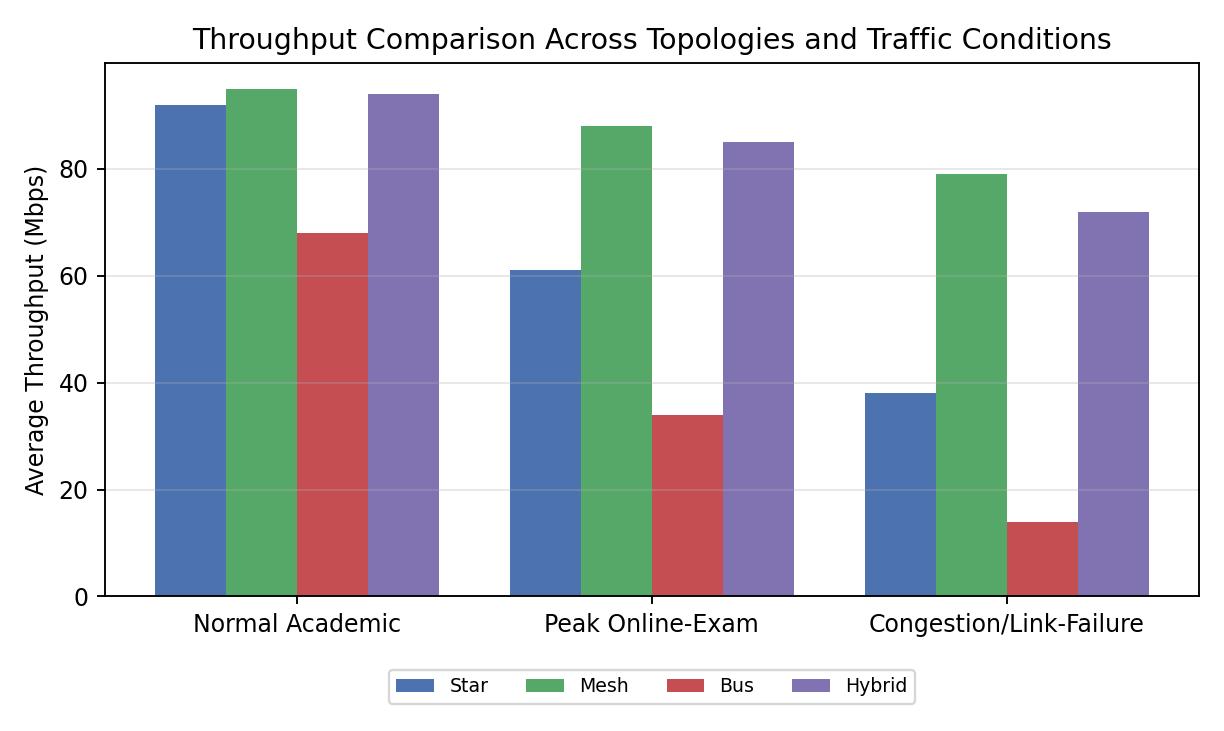 Throughput Comparison Across Topologies and Traffic Conditions
Average Throughput (Mbps)
80
60
40
20
0
Normal Academic Peak Online-Exam Congestion/Link-Failure
Star Mesh Bus Hybrid